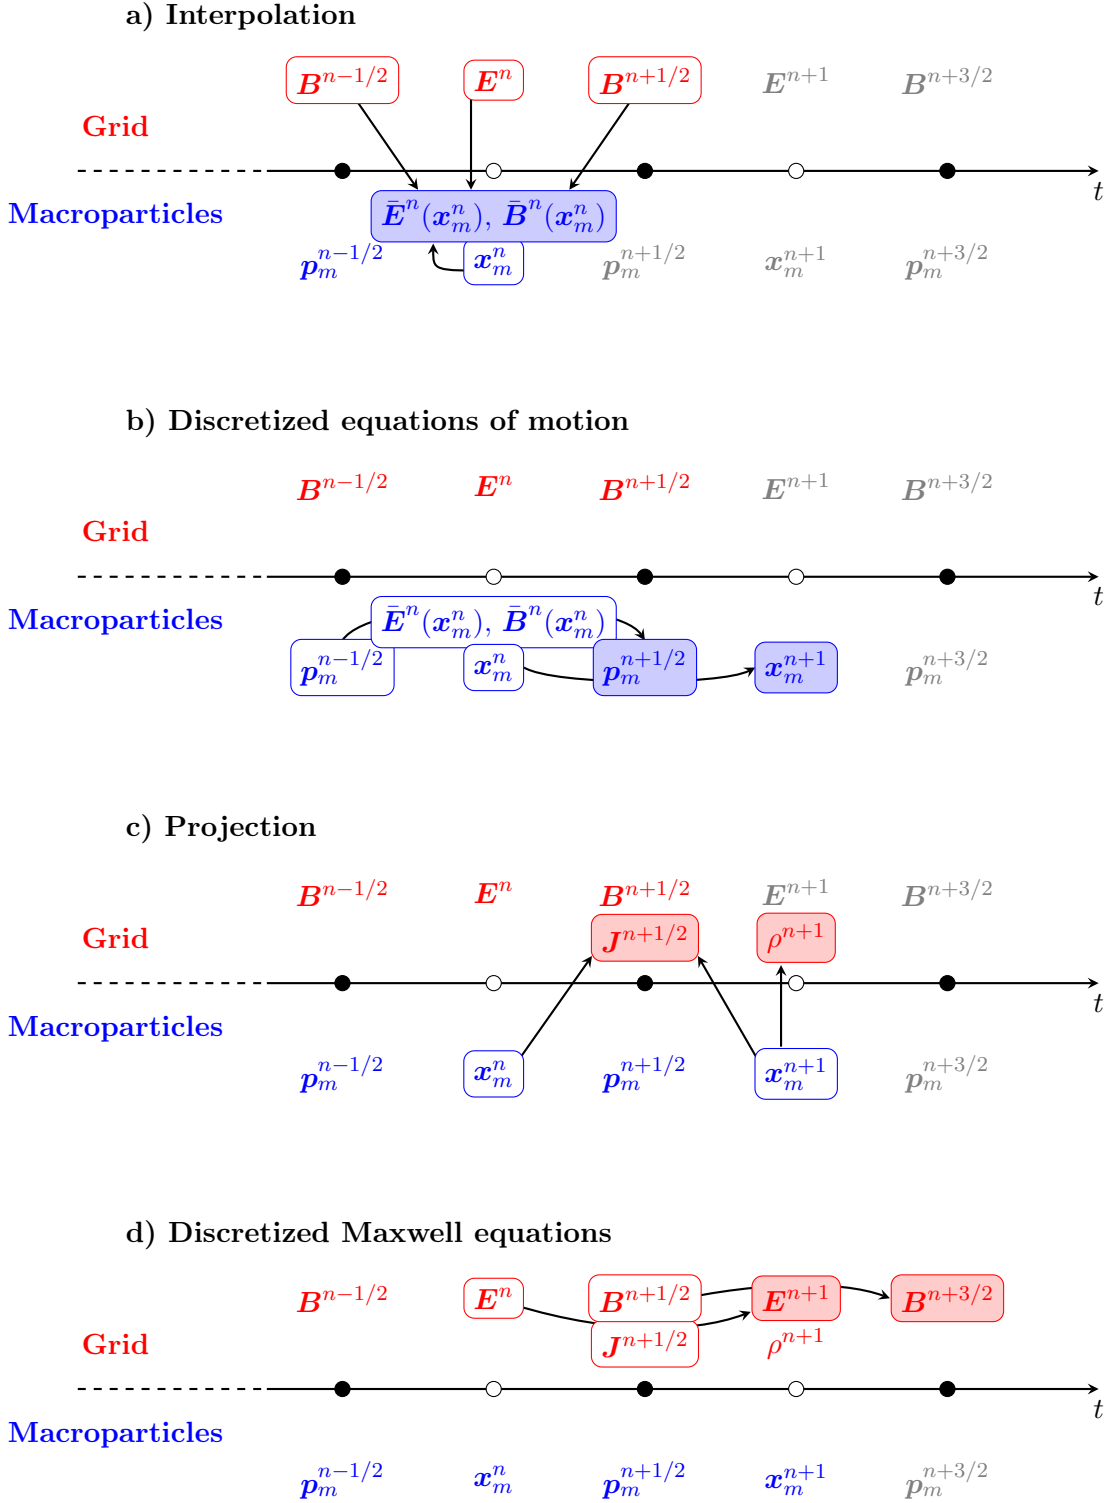 a) Interpolation
B^{n−1/2} E^n B^{n+1/2} E^{n+1} B^{n+3/2}
Grid
t
Macroparticles
Ē^n(x_m^n), B̄^n(x_m^n)
p_m^{n−1/2} x_m^n p_m^{n+1/2} x_m^{n+1} p_m^{n+3/2}
b) Discretized equations of motion
B^{n−1/2} E^n B^{n+1/2} E^{n+1} B^{n+3/2}
Grid
t
Macroparticles
Ē^n(x_m^n), B̄^n(x_m^n)
p_m^{n−1/2} x_m^n p_m^{n+1/2} x_m^{n+1} p_m^{n+3/2}
c) Projection
B^{n−1/2} E^n B^{n+1/2} E^{n+1} B^{n+3/2}
Grid
J^{n+1/2} ρ^{n+1}
t
Macroparticles
p_m^{n−1/2} x_m^n p_m^{n+1/2} x_m^{n+1} p_m^{n+3/2}
d) Discretized Maxwell equations
B^{n−1/2} E^n B^{n+1/2} E^{n+1} B^{n+3/2}
Grid
J^{n+1/2} ρ^{n+1}
t
Macroparticles
p_m^{n−1/2} x_m^n p_m^{n+1/2} x_m^{n+1} p_m^{n+3/2}